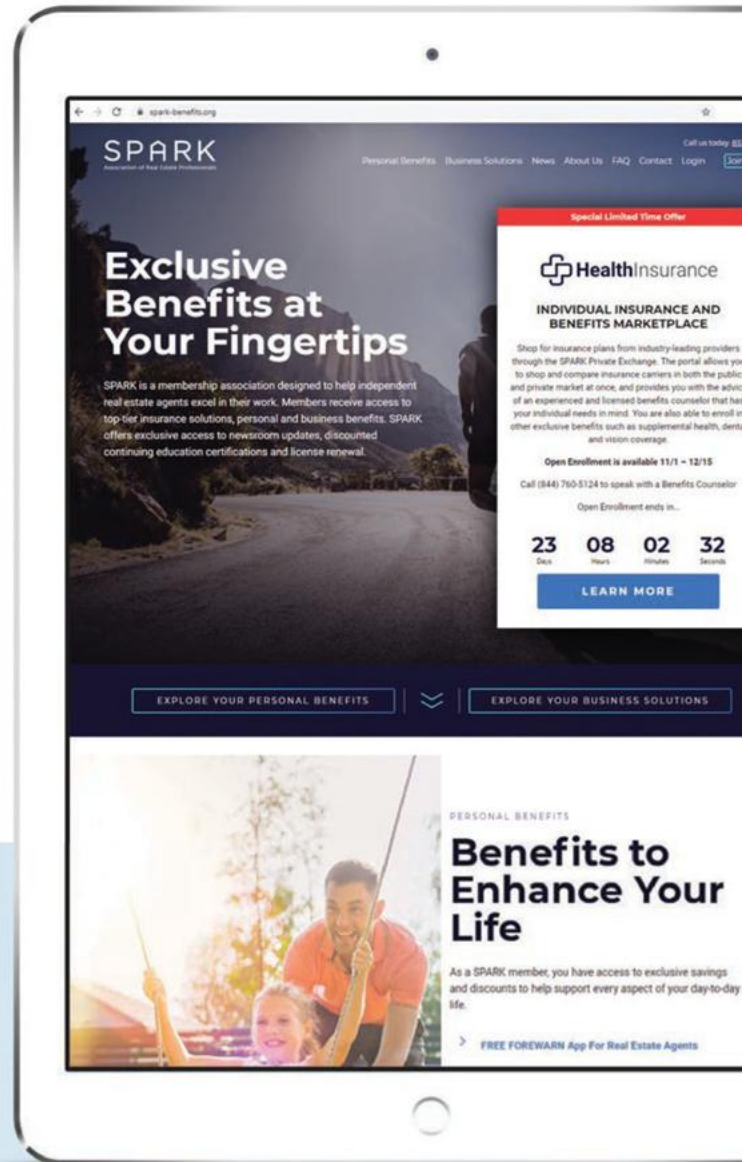 spark-benefits.org
Call us today:
SPARK
Association of Real Estate Professionals
Personal Benefits Business Solutions News About Us FAQ Contact Login
Special Limited Time Offer
Exclusive
Benefits at
Your Fingertips
SPARK is a membership association designed to help independent
real estate agents excel in their work. Members receive access to
top-tier insurance solutions, personal and business benefits. SPARK
offers exclusive access to newsroom updates, discounted
continuing education certifications and license renewal.
HealthInsurance
INDIVIDUAL INSURANCE AND
BENEFITS MARKETPLACE
Shop for insurance plans from industry-leading providers
through the SPARK Private Exchange. The portal allows you
to shop and compare insurance carriers in both the public
and private market at once, and provides you with the
of an experienced and licensed benefits counselor that has
your individual needs in mind. You are also able to enroll in
other exclusive benefits such as supplemental health,
and vision coverage.
Open Enrollment is available 11/1 – 12/15
Call (844) 760-5124 to speak with a Benefits Counselor
Open Enrollment ends in...
23 08 02 32
Days Hours Minutes Seconds
LEARN MORE
EXPLORE YOUR PERSONAL BENEFITS
EXPLORE YOUR BUSINESS SOLUTIONS
PERSONAL BENEFITS
Benefits to
Enhance Your
Life
As a SPARK member, you have access to exclusive savings
and discounts to help support every aspect of your day-to-day
life.
FREE FOREWARN App For Real Estate Agents